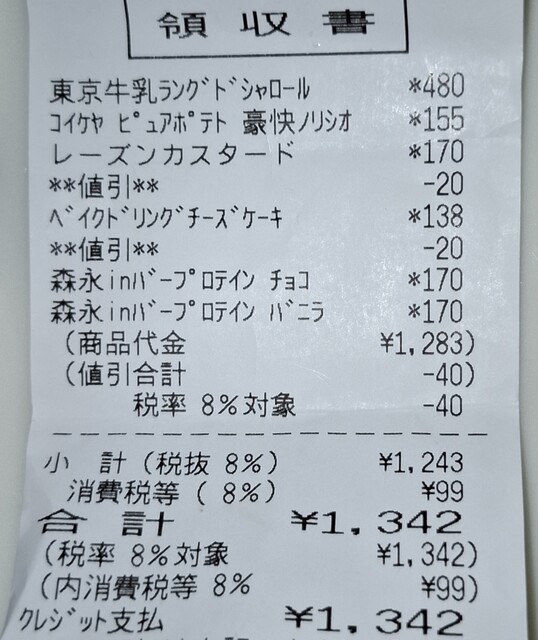 領収書
東京牛乳ﾗﾝｸﾞﾄﾞｼｬﾛｰﾙ *480
ｺｲｹﾔ ﾋﾟｭｱﾎﾟﾃﾄ 豪快ﾉﾘｼｵ *155
レーズンカスタード *170
**値引** -20
ﾍﾞｲｸﾄﾞﾘﾝｸﾞﾁｰｽﾞｹｰｷ *138
**値引** -20
森永inﾊﾞｰﾌﾟﾛﾃｲﾝ ﾁｮｺ *170
森永inﾊﾞｰﾌﾟﾛﾃｲﾝ ﾊﾞﾆﾗ *170
(商品代金 ¥1,283)
(値引合計 -40)
税率 8%対象 -40
小 計(税抜 8%) ¥1,243
消費税等( 8%) ¥99
合 計 ¥1,342
(税率 8%対象 ¥1,342)
(内消費税等 8% ¥99)
ｸﾚｼﾞｯﾄ支払 ¥1,342